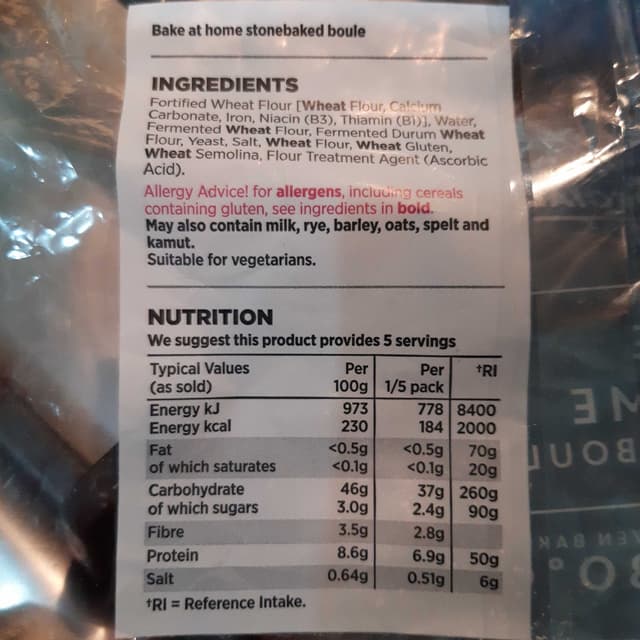 Bake at home stonebaked boule
INGREDIENTS
Fortified Wheat Flour [Wheat Flour, Calcium
Carbonate, Iron, Niacin (B3), Thiamin (B1)], Water,
Fermented Wheat Flour, Fermented Durum Wheat
Flour, Yeast, Salt, Wheat Flour, Wheat Gluten,
Wheat Semolina, Flour Treatment Agent (Ascorbic
Acid).
Allergy Advice! for allergens, including cereals
containing gluten, see ingredients in bold.
May also contain milk, rye, barley, oats, spelt and
kamut.
Suitable for vegetarians.
NUTRITION
We suggest this product provides 5 servings
Typical Values Per Per †RI
(as sold) 100g 1/5 pack
Energy kJ 973 778 8400
Energy kcal 230 184 2000
Fat <0.5g <0.5g 70g
of which saturates <0.1g <0.1g 20g
Carbohydrate 46g 37g 260g
of which sugars 3.0g 2.4g 90g
Fibre 3.5g 2.8g
Protein 8.6g 6.9g 50g
Salt 0.64g 0.51g 6g
†RI = Reference Intake.